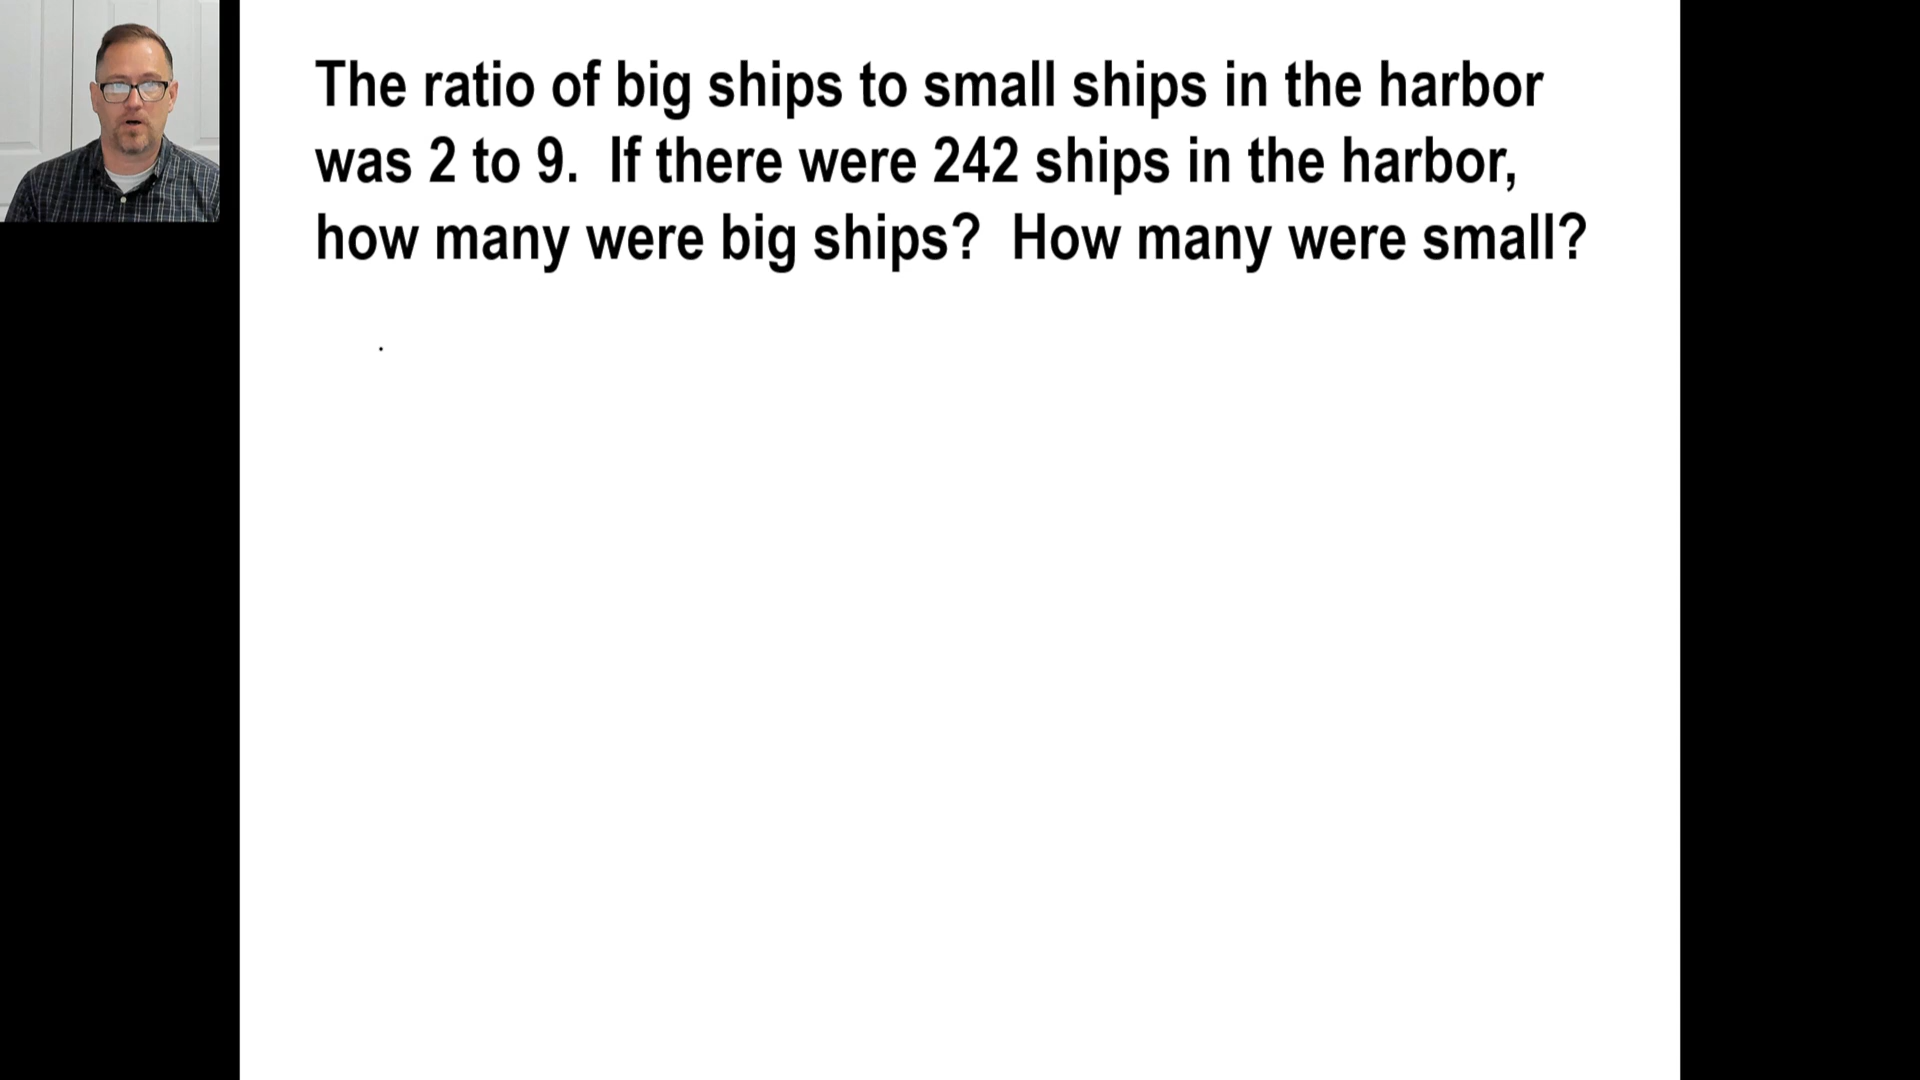 The ratio of big ships to small ships in the harbor
was 2 to 9.  If there were 242 ships in the harbor,
how many were big ships?  How many were small?